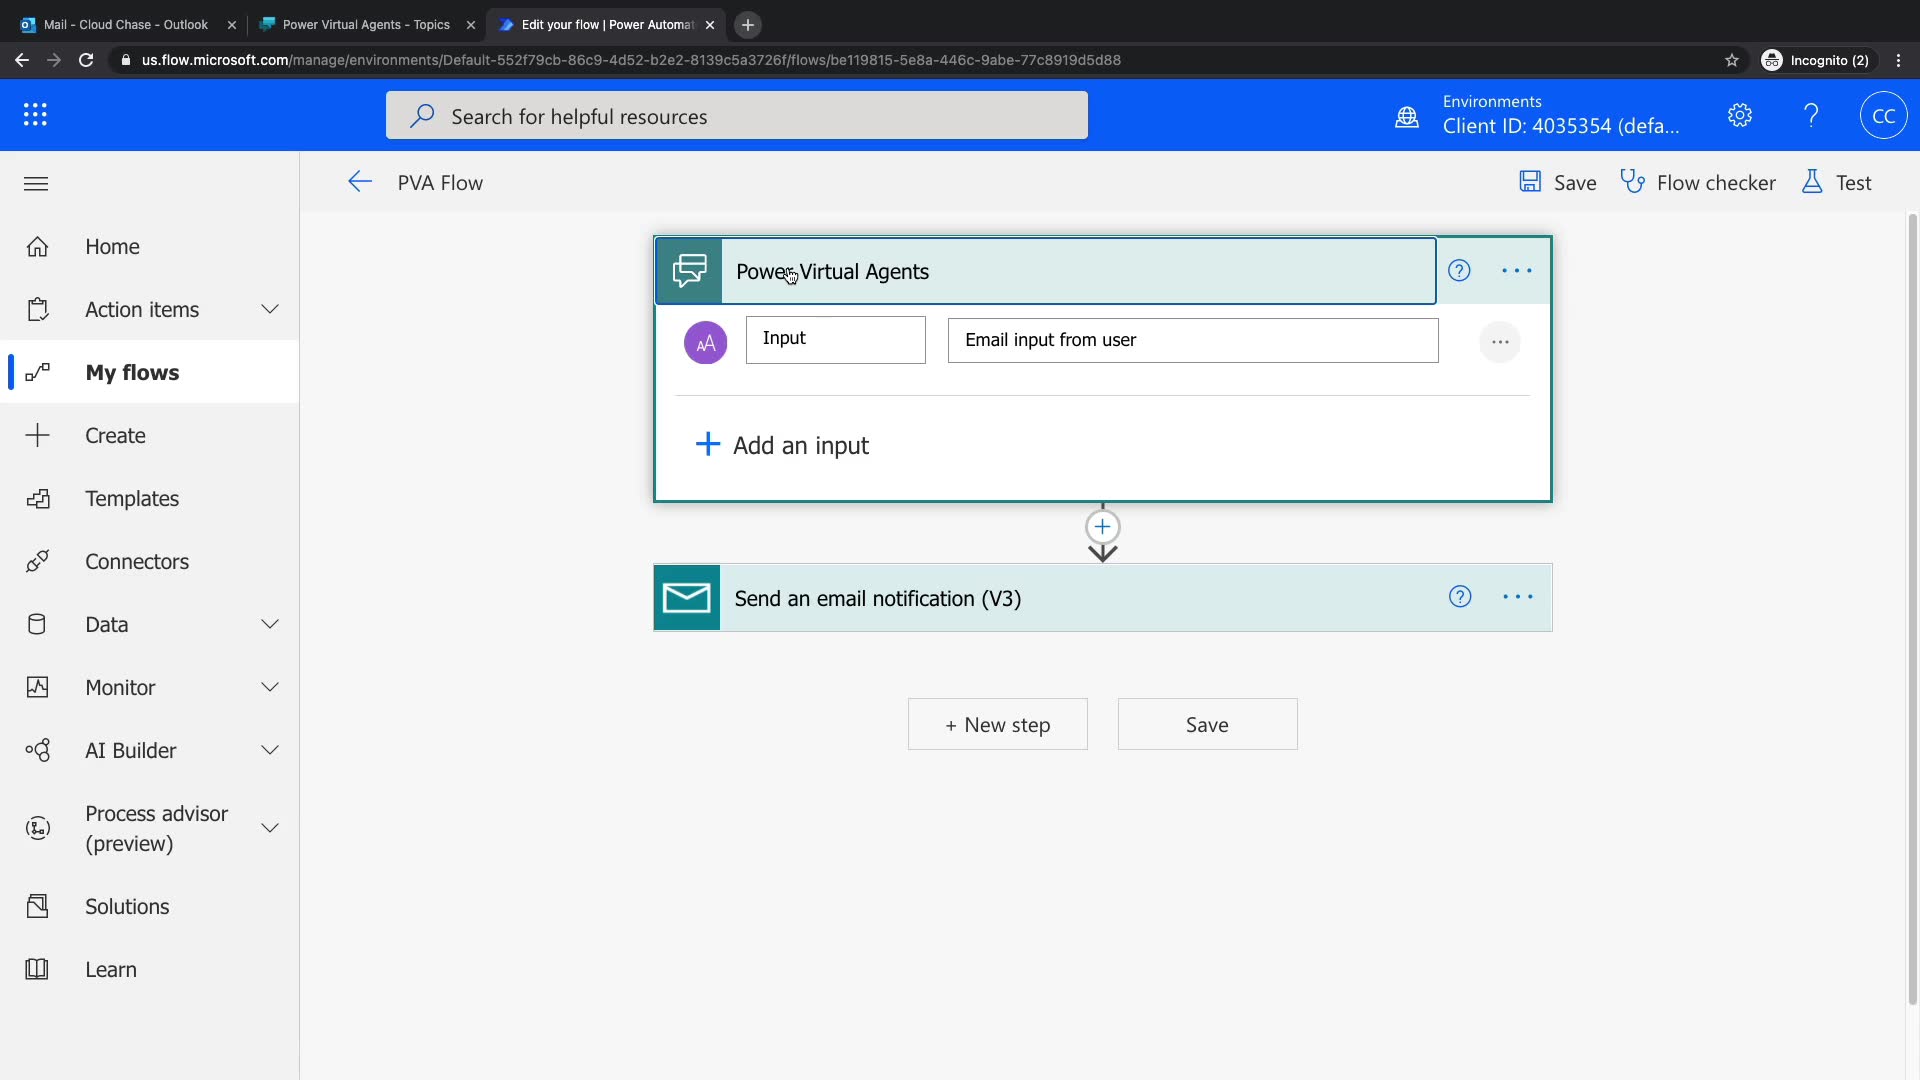 Mail - Cloud Chase - Outlook
Power Virtual Agents - Topics
Edit your flow | Power Automat
us.flow.microsoft.com/manage/environments/Default-552f79cb-86c9-4d52-b2e2-8139c5a3726f/flows/be119815-5e8a-446c-9abe-77c8919d5d88
Incognito (2)
Search for helpful resources
Environments
Client ID: 4035354 (defa...
CC
PVA Flow
Save
Flow checker
Test
Home
Action items
My flows
Create
Templates
Connectors
Data
Monitor
AI Builder
Process advisor
(preview)
Solutions
Learn
Power Virtual Agents
AA
Input
Email input from user
Add an input
Send an email notification (V3)
+ New step
Save